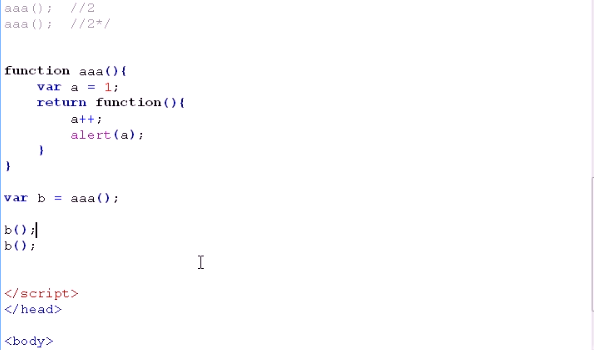 aaa();  //2
aaa();  //2*/
function aaa(){
    var a = 1;
    return function(){
        a++;
        alert(a);
    }
}
var b = aaa();
b();
b();
</script>
</head>
<body>